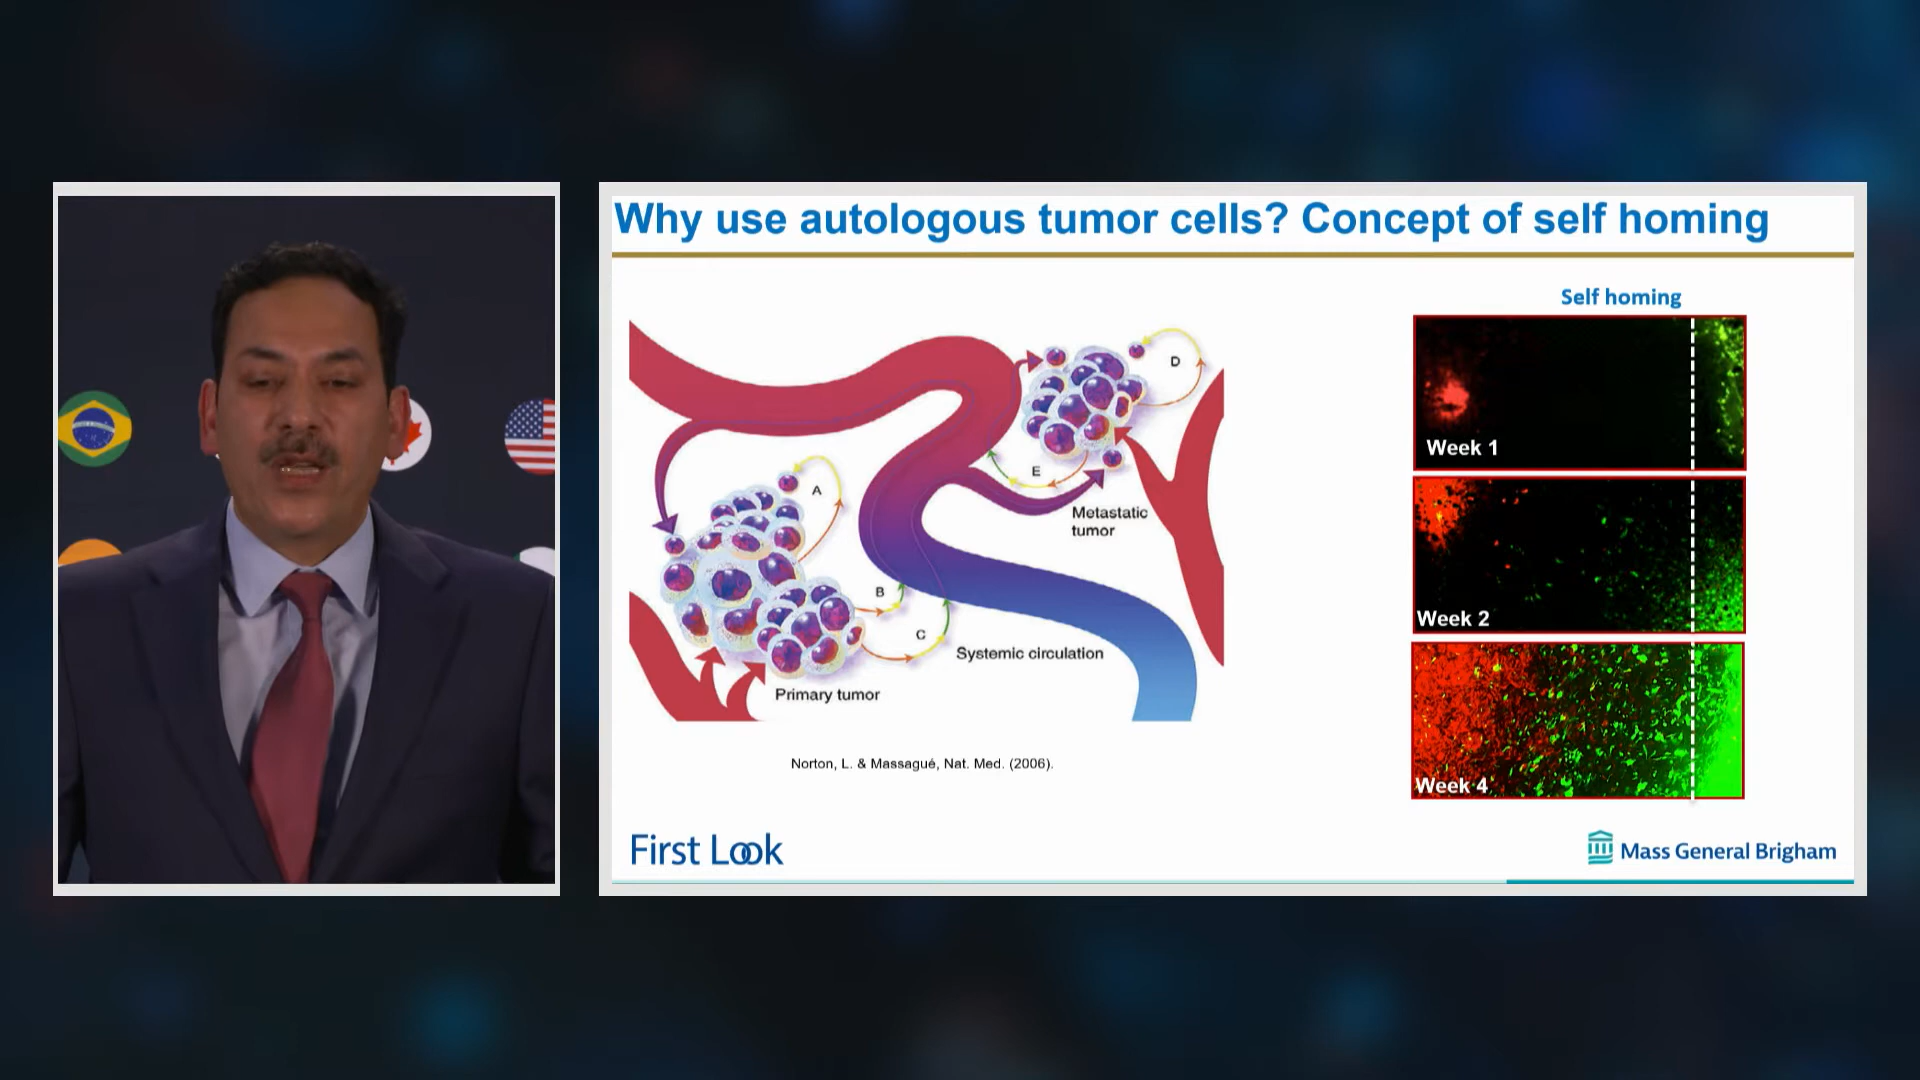 Why use autologous tumor cells? Concept of self homing
Self homing
A
B
C
D
E
Metastatic
tumor
Systemic circulation
Primary tumor
Norton, L. & Massagué, Nat. Med. (2006).
Week 1
Week 2
Week 4
First Look
Mass General Brigham